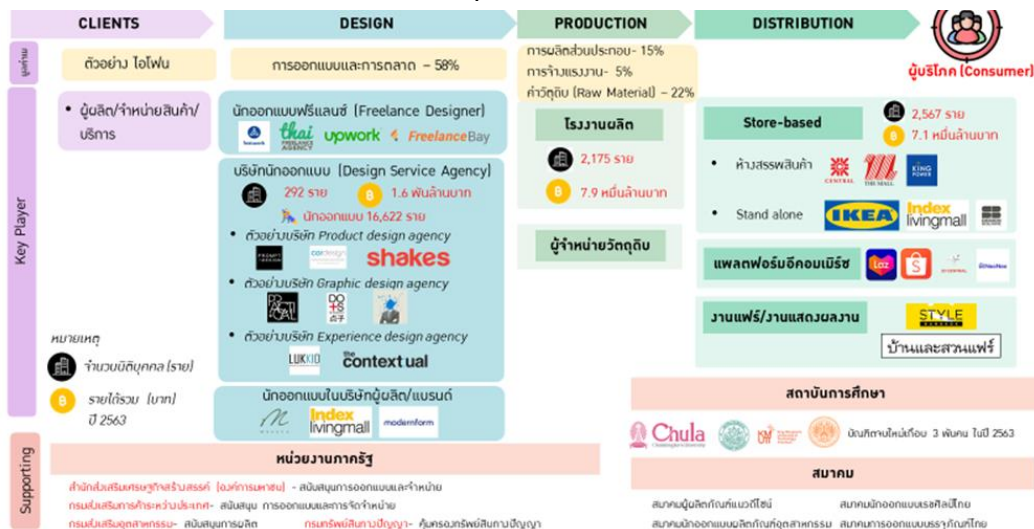 CLIENTS
DESIGN
PRODUCTION
DISTRIBUTION
ผู้บริโภค (Consumer)
มูลค่าเพิ่ม
ตัวอย่าง ไอโฟน
การออกแบบและการตลาด – 58%
การผลิตส่วนประกอบ- 15%
การจ้างแรงงาน- 5%
ค่าวัตถุดิบ (Raw Material) – 22%
Key Player
• ผู้ผลิต/จำหน่ายสินค้า/
บริการ
นักออกแบบฟรีแลนซ์ (Freelance Designer)
thai
FREELANCE
AGENCY
upwork
FreelanceBay
บริษัทนักออกแบบ (Design Service Agency)
292 ราย
1.6 พันล้านบาท
นักออกแบบ 16,622 ราย
• ตัวอย่างบริษัท Product design agency
PROMPT
DESIGN
cordesign
shakes
• ตัวอย่างบริษัท Graphic design agency
PRACTICAL
DOTS
• ตัวอย่างบริษัท Experience design agency
LUKKID
the
contextual
นักออกแบบในบริษัทผู้ผลิต/แบรนด์
Index
livingmall
modernform
โรงงานผลิต
2,175 ราย
7.9 หมื่นล้านบาท
ผู้จำหน่ายวัตถุดิบ
Store-based
2,567 ราย
7.1 หมื่นล้านบาท
• ห้างสรรพสินค้า
CENTRAL
THE MALL
KING
POWER
• Stand alone
IKEA
Index
livingmall
แพลตฟอร์มอีคอมเมิร์ซ
Laz
งานแฟร์/งานแสดงผลงาน
STYLE
บ้านและสวนแฟร์
หมายเหตุ
จำนวนนิติบุคคล (ราย)
รายได้รวม (บาท)
ปี 2563
Supporting
หน่วยงานภาครัฐ
สำนักส่งเสริมเศรษฐกิจสร้างสรรค์ (องค์การมหาชน) - สนับสนุนการออกแบบและจำหน่าย
กรมส่งเสริมการค้าระหว่างประเทศ- สนับสนุน การออกแบบและการจัดจำหน่าย
กรมส่งเสริมอุตสาหกรรม- สนับสนุนการผลิต กรมทรัพย์สินทางปัญญา- คุ้มครองทรัพย์สินทางปัญญา
สถาบันการศึกษา
Chula
บัณฑิตจบใหม่เกือบ 3 พันคน ในปี 2563
สมาคม
สมาคมผู้ผลิตภัณฑ์แนวดีไซน์ สมาคมนักออกแบบเรขศิลป์ไทย
สมาคมนักออกแบบผลิตภัณฑ์อุตสาหกรรม สมาคมการออกแบบบรรจุภัณฑ์ไทย